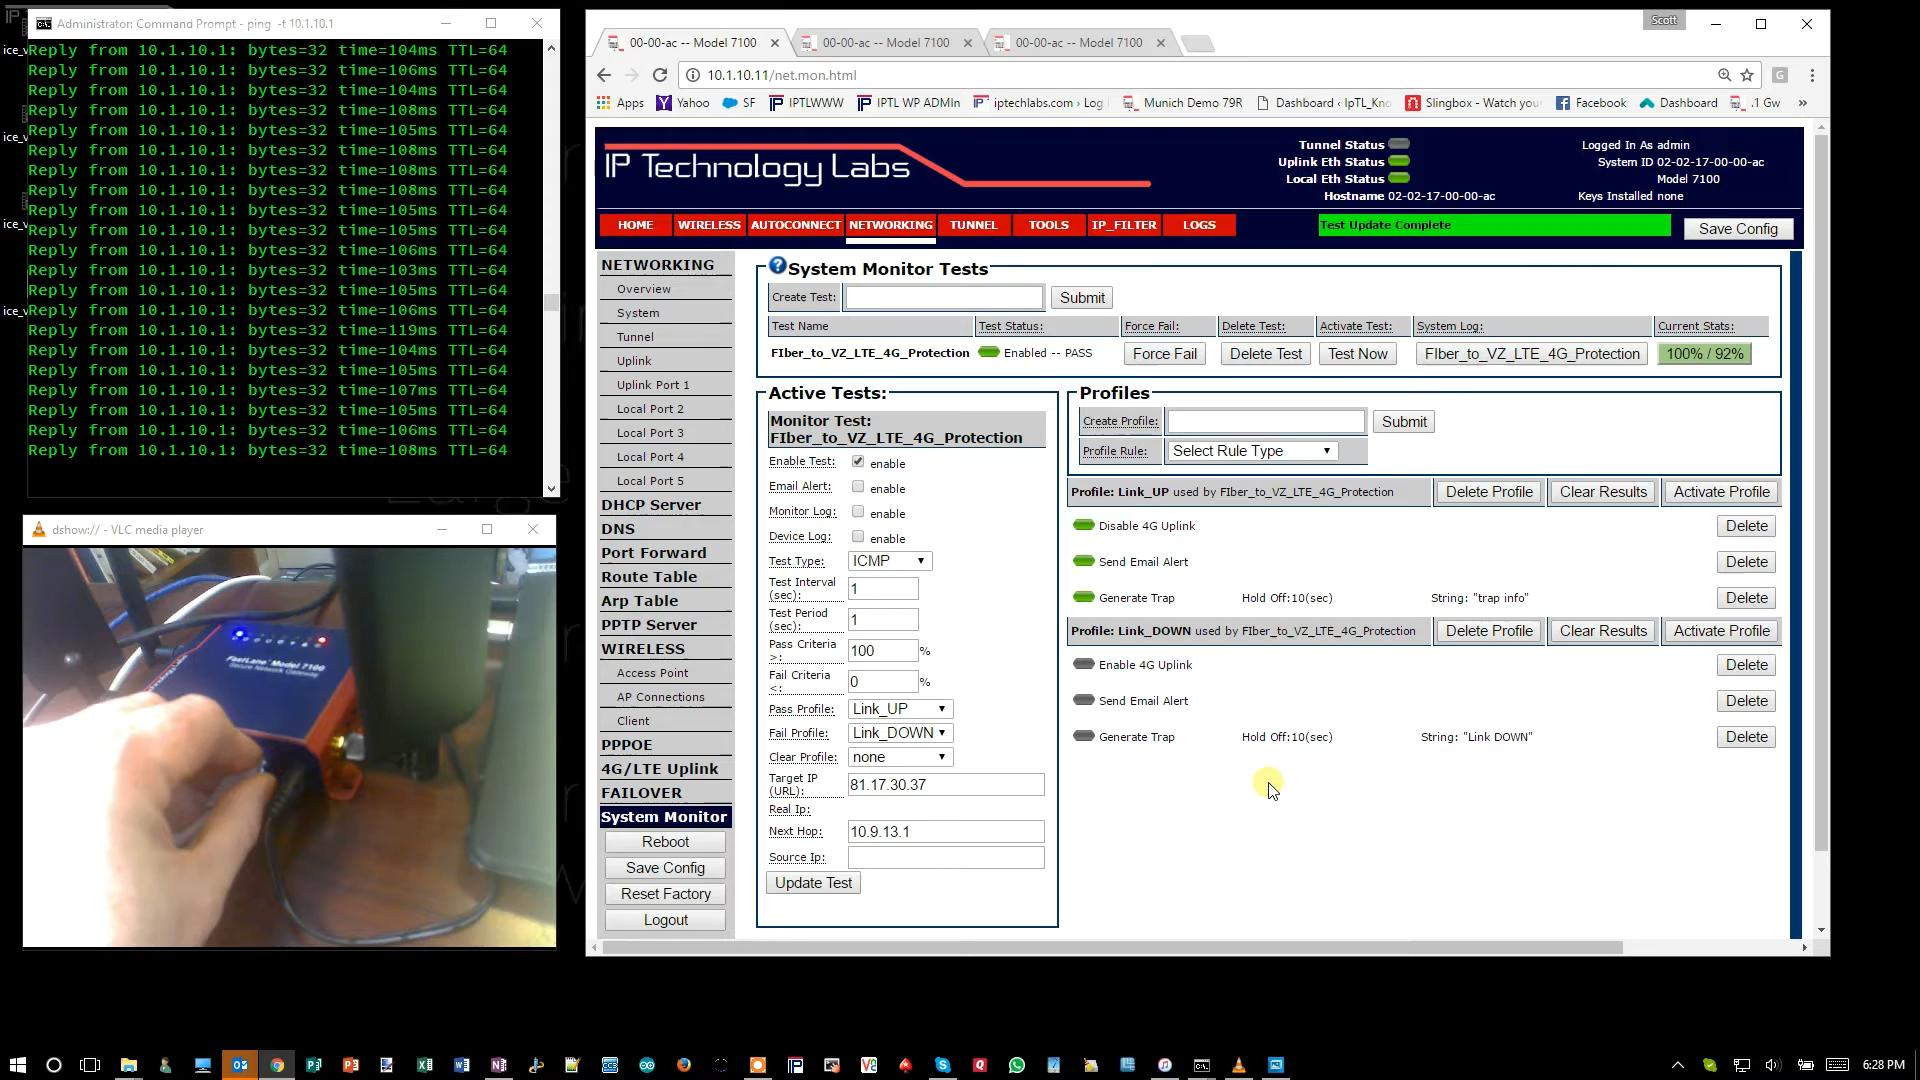 Administrator: Command Prompt - ping -t 10.1.10.1
Reply from 10.1.10.1: bytes=32 time=104ms TTL=64
Reply from 10.1.10.1: bytes=32 time=106ms TTL=64
Reply from 10.1.10.1: bytes=32 time=104ms TTL=64
Reply from 10.1.10.1: bytes=32 time=108ms TTL=64
Reply from 10.1.10.1: bytes=32 time=105ms TTL=64
Reply from 10.1.10.1: bytes=32 time=108ms TTL=64
Reply from 10.1.10.1: bytes=32 time=108ms TTL=64
Reply from 10.1.10.1: bytes=32 time=108ms TTL=64
Reply from 10.1.10.1: bytes=32 time=105ms TTL=64
Reply from 10.1.10.1: bytes=32 time=105ms TTL=64
Reply from 10.1.10.1: bytes=32 time=106ms TTL=64
Reply from 10.1.10.1: bytes=32 time=103ms TTL=64
Reply from 10.1.10.1: bytes=32 time=105ms TTL=64
Reply from 10.1.10.1: bytes=32 time=106ms TTL=64
Reply from 10.1.10.1: bytes=32 time=119ms TTL=64
Reply from 10.1.10.1: bytes=32 time=104ms TTL=64
Reply from 10.1.10.1: bytes=32 time=105ms TTL=64
Reply from 10.1.10.1: bytes=32 time=107ms TTL=64
Reply from 10.1.10.1: bytes=32 time=105ms TTL=64
Reply from 10.1.10.1: bytes=32 time=106ms TTL=64
Reply from 10.1.10.1: bytes=32 time=108ms TTL=64
ice_v
ice_v
ice_v
ice_v
dshow:// - VLC media player
FastLane Model 7100
Secure Network Gateway
Scott
00-00-ac -- Model 7100
00-00-ac -- Model 7100
00-00-ac -- Model 7100
10.1.10.11/net.mon.html
Apps Yahoo SF IPTLWWW IPTL WP ADMIn iptechlabs.com › Log Munich Demo 79R Dashboard ‹ IpTL_Kno Slingbox - Watch your Facebook Dashboard .1 Gw »
IP Technology Labs
Tunnel Status
Uplink Eth Status
Local Eth Status
Hostname 02-02-17-00-00-ac
Logged In As admin
System ID 02-02-17-00-00-ac
Model 7100
Keys Installed none
HOME WIRELESS AUTOCONNECT NETWORKING TUNNEL TOOLS IP_FILTER LOGS
Test Update Complete
Save Config
NETWORKING
Overview
System
Tunnel
Uplink
Uplink Port 1
Local Port 2
Local Port 3
Local Port 4
Local Port 5
DHCP Server
DNS
Port Forward
Route Table
Arp Table
PPTP Server
WIRELESS
Access Point
AP Connections
Client
PPPOE
4G/LTE Uplink
FAILOVER
System Monitor
Reboot
Save Config
Reset Factory
Logout
System Monitor Tests
Create Test: Submit
Test Name Test Status: Force Fail: Delete Test: Activate Test: System Log: Current Stats:
FIber_to_VZ_LTE_4G_Protection Enabled -- PASS Force Fail Delete Test Test Now FIber_to_VZ_LTE_4G_Protection 100% / 92%
Active Tests:
Monitor Test:
FIber_to_VZ_LTE_4G_Protection
Enable Test: enable
Email Alert: enable
Monitor Log: enable
Device Log: enable
Test Type: ICMP
Test Interval (sec): 1
Test Period (sec): 1
Pass Criteria >: 100 %
Fail Criteria <: 0 %
Pass Profile: Link_UP
Fail Profile: Link_DOWN
Clear Profile: none
Target IP (URL): 81.17.30.37
Real Ip:
Next Hop: 10.9.13.1
Source Ip:
Update Test
Profiles
Create Profile: Submit
Profile Rule: Select Rule Type
Profile: Link_UP used by FIber_to_VZ_LTE_4G_Protection Delete Profile Clear Results Activate Profile
Disable 4G Uplink Delete
Send Email Alert Delete
Generate Trap Hold Off:10(sec) String: "trap info" Delete
Profile: Link_DOWN used by FIber_to_VZ_LTE_4G_Protection Delete Profile Clear Results Activate Profile
Enable 4G Uplink Delete
Send Email Alert Delete
Generate Trap Hold Off:10(sec) String: "Link DOWN" Delete
6:28 PM